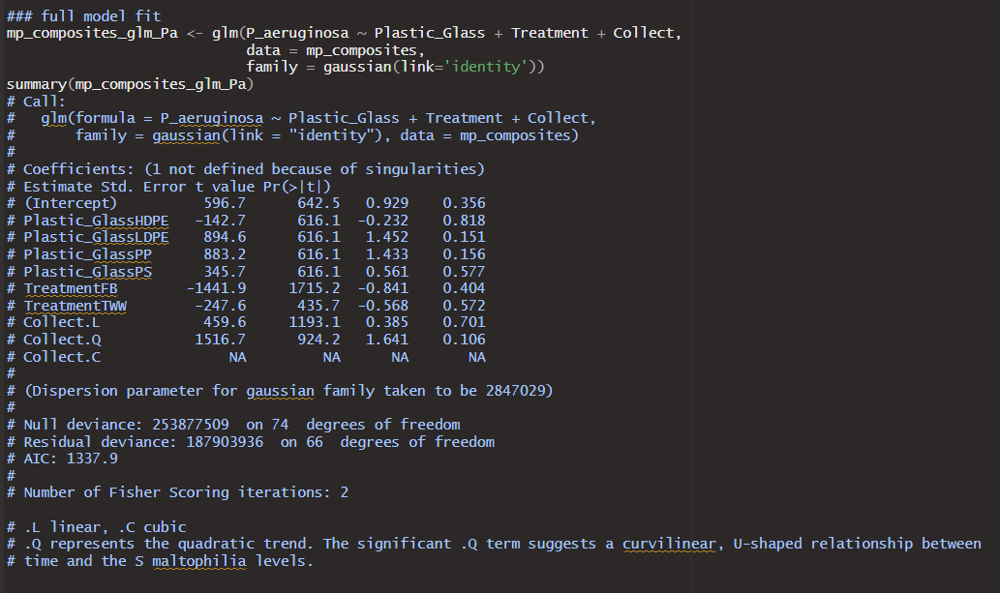 ### full model fit
mp_composites_glm_Pa <- glm(P_aeruginosa ~ Plastic_Glass + Treatment + Collect,
data = mp_composites,
family = gaussian(link='identity'))
summary(mp_composites_glm_Pa)
# Call:
#   glm(formula = P_aeruginosa ~ Plastic_Glass + Treatment + Collect,
#       family = gaussian(link = "identity"), data = mp_composites)
#
# Coefficients: (1 not defined because of singularities)
# Estimate Std. Error t value Pr(>|t|)
# (Intercept)          596.7      642.5   0.929    0.356
# Plastic_GlassHDPE   -142.7      616.1  -0.232    0.818
# Plastic_GlassLDPE    894.6      616.1   1.452    0.151
# Plastic_GlassPP      883.2      616.1   1.433    0.156
# Plastic_GlassPS      345.7      616.1   0.561    0.577
# TreatmentFB        -1441.9     1715.2  -0.841    0.404
# TreatmentTWW        -247.6      435.7  -0.568    0.572
# Collect.L            459.6     1193.1   0.385    0.701
# Collect.Q           1516.7      924.2   1.641    0.106
# Collect.C               NA         NA      NA       NA
#
# (Dispersion parameter for gaussian family taken to be 2847029)
#
# Null deviance: 253877509  on 74  degrees of freedom
# Residual deviance: 187903936  on 66  degrees of freedom
# AIC: 1337.9
#
# Number of Fisher Scoring iterations: 2
# .L linear, .C cubic
# .Q represents the quadratic trend. The significant .Q term suggests a curvilinear, U-shaped relationship between
# time and the S maltophilia levels.